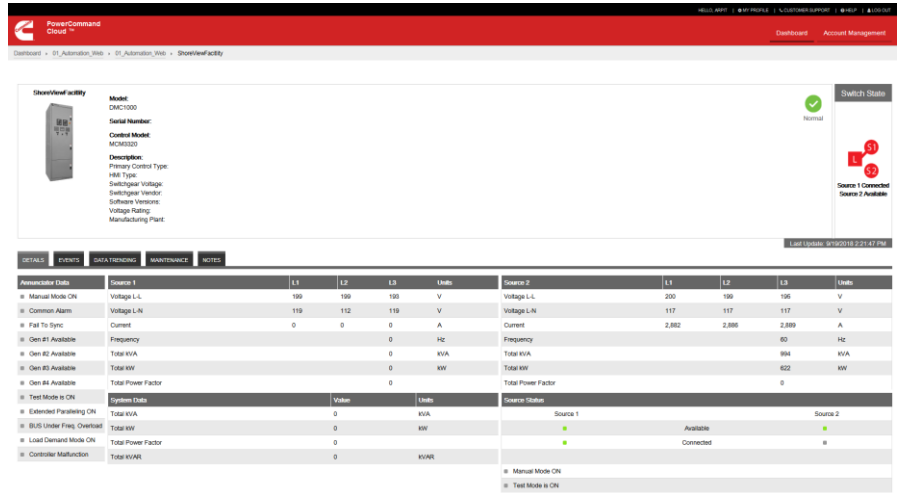 HELLO, ARPIT | MY PROFILE | CUSTOMER SUPPORT | HELP | LOG OUT
PowerCommand
Cloud ™
Dashboard Account Management
Dashboard » 01_Automation_Web » 01_Automation_Web » ShoreViewFacitlity
ShoreViewFacitlity
Model:
DMC1000
Serial Number:
Control Model:
MCM3320
Description:
Primary Control Type:
HMI Type:
Switchgear Voltage:
Switchgear Vendor:
Software Versions:
Voltage Rating:
Manufacturing Plant:
Normal
Switch State
S1
L
S2
Source 1 Connected
Source 2 Available
Last Update: 9/19/2018 2:21:47 PM
DETAILS EVENTS DATA TRENDING MAINTENANCE NOTES
Annunciator Data
Manual Mode ON
Common Alarm
Fail To Sync
Gen #1 Available
Gen #2 Available
Gen #3 Available
Gen #4 Available
Test Mode is ON
Extended Paralleling ON
BUS Under Freq. Overload
Load Demand Mode ON
Controller Malfunction
Source 1 L1 L2 L3 Units
Voltage L-L 199 199 193 V
Voltage L-N 119 112 119 V
Current 0 0 0 A
Frequency 0 Hz
Total kVA 0 kVA
Total kW 0 kW
Total Power Factor 0
System Data Value Units
Total kVA 0 kVA
Total kW 0 kW
Total Power Factor 0
Total kVAR 0 kVAR
Source 2 L1 L2 L3 Units
Voltage L-L 200 199 195 V
Voltage L-N 117 117 117 V
Current 2,882 2,886 2,889 A
Frequency 60 Hz
Total kVA 994 kVA
Total kW 622 kW
Total Power Factor 0
Source Status
Source 1 Source 2
Available
Connected
Manual Mode ON
Test Mode is ON